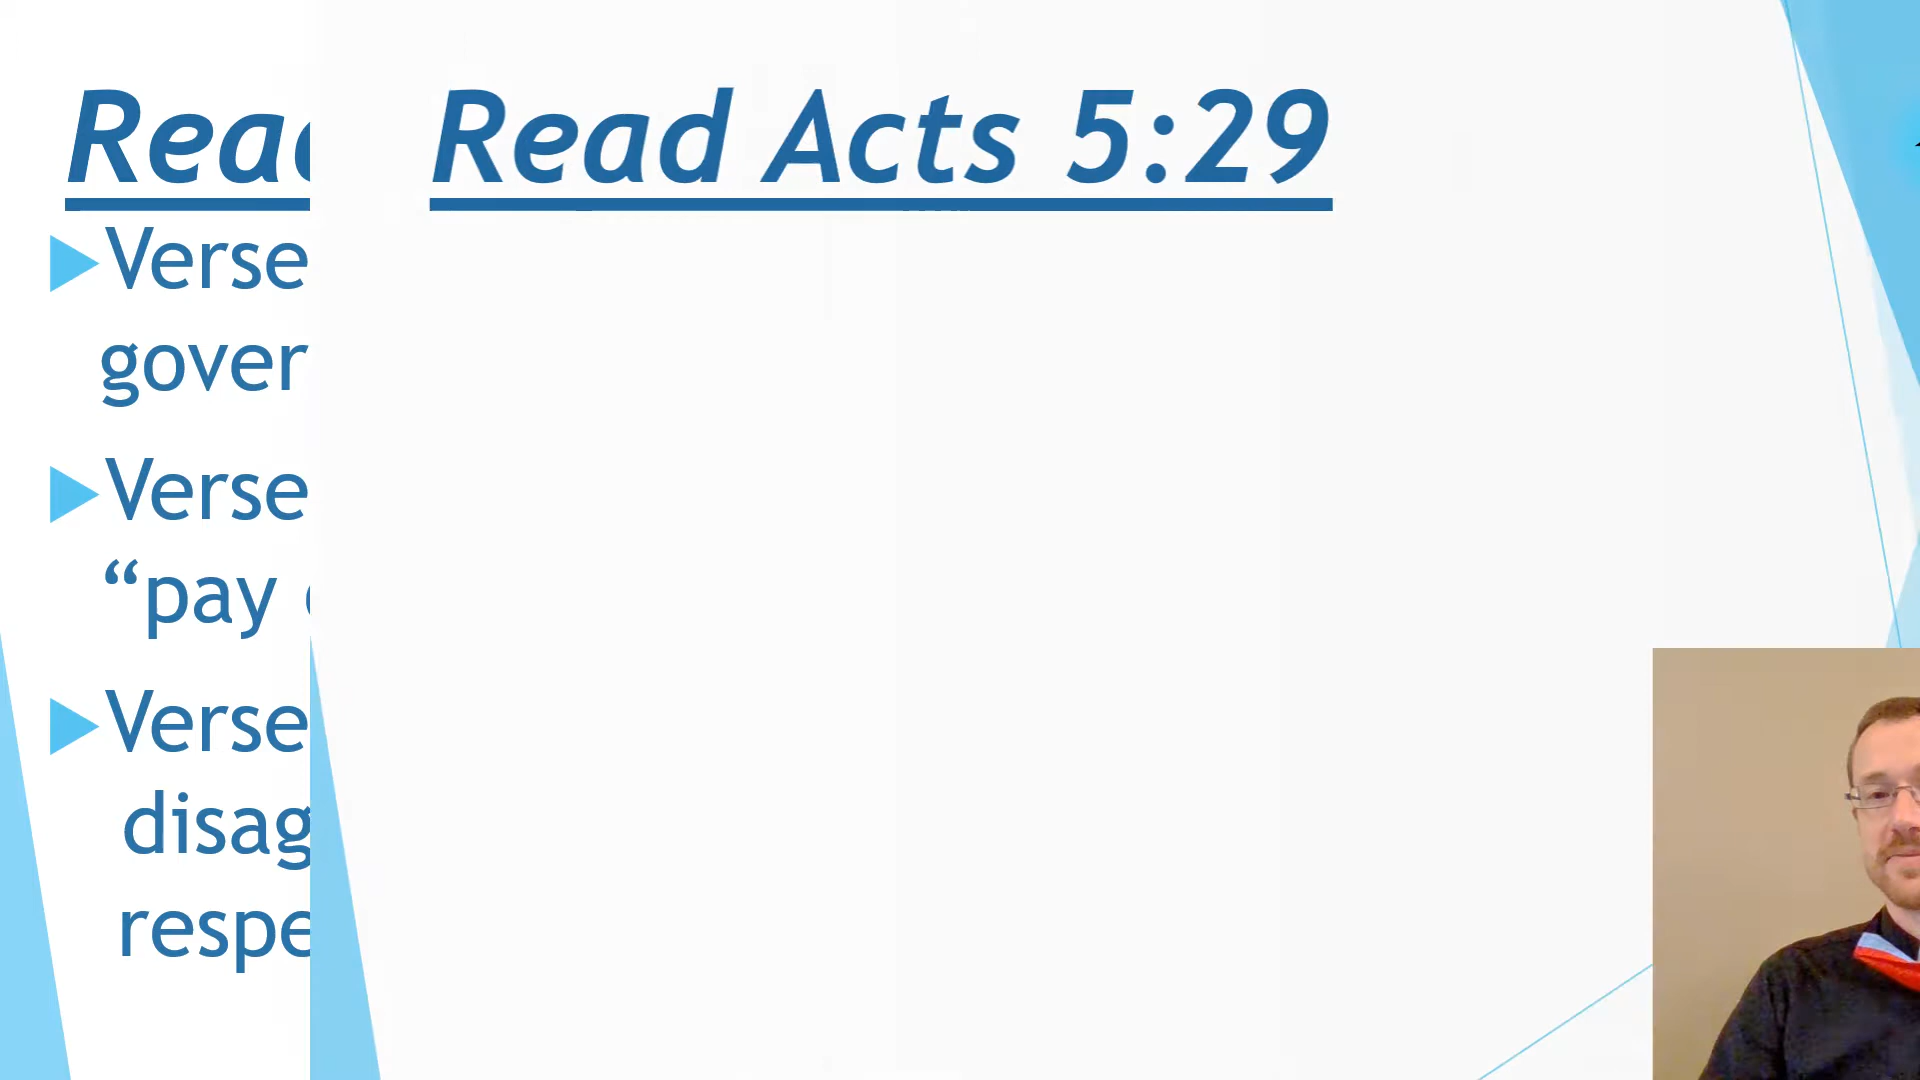 Read Acts 5:29
Verse
gover
Verse
“pay
Verse
disag
respe